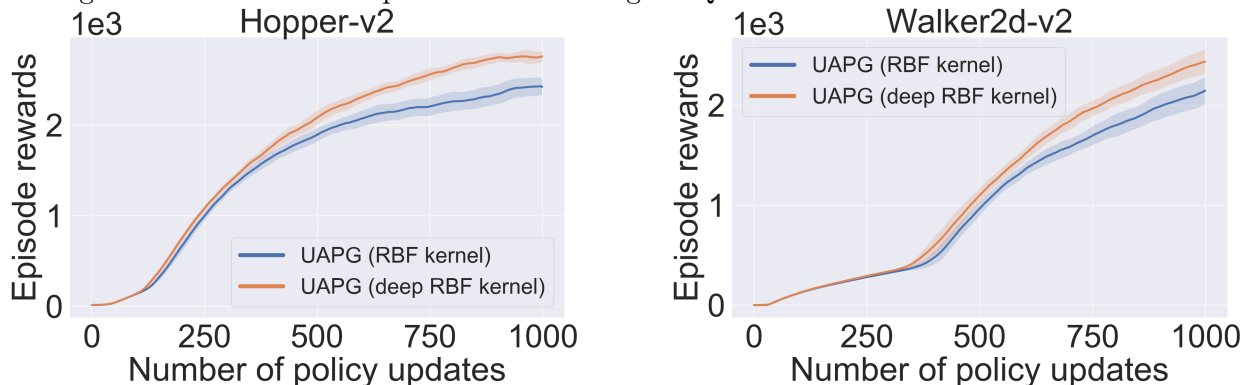 Hopper-v2
1e3
Episode rewards
2
1
0
UAPG (RBF kernel)
UAPG (deep RBF kernel)
0 250 500 750 1000
Number of policy updates
Walker2d-v2
1e3
Episode rewards
2
1
0
UAPG (RBF kernel)
UAPG (deep RBF kernel)
0 250 500 750 1000
Number of policy updates